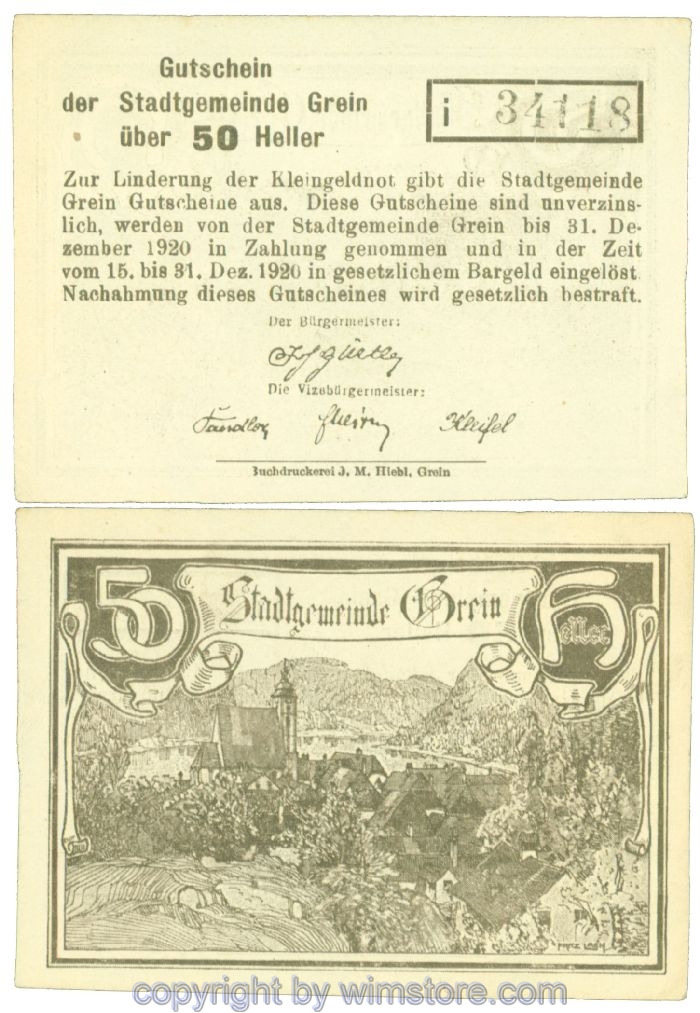 Gutschein
der Stadtgemeinde Grein
über 50 Heller
i 34118
Zur Linderung der Kleingeldnot gibt die Stadtgemeinde
Grein Gutscheine aus. Diese Gutscheine sind unverzins-
lich, werden von der Stadtgemeinde Grein bis 31. De-
zember 1920 in Zahlung genommen und in der Zeit
vom 15. bis 31. Dez. 1920 in gesetzlichem Bargeld eingelöst.
Nachahmung dieses Gutscheines wird gesetzlich bestraft.
Der Bürgermeister:
Die Vizebürgermeister:
Buchdruckerei J. M. Hiebl, Grein
50 Stadtgemeinde Grein Heller
copyright by wimstore.com